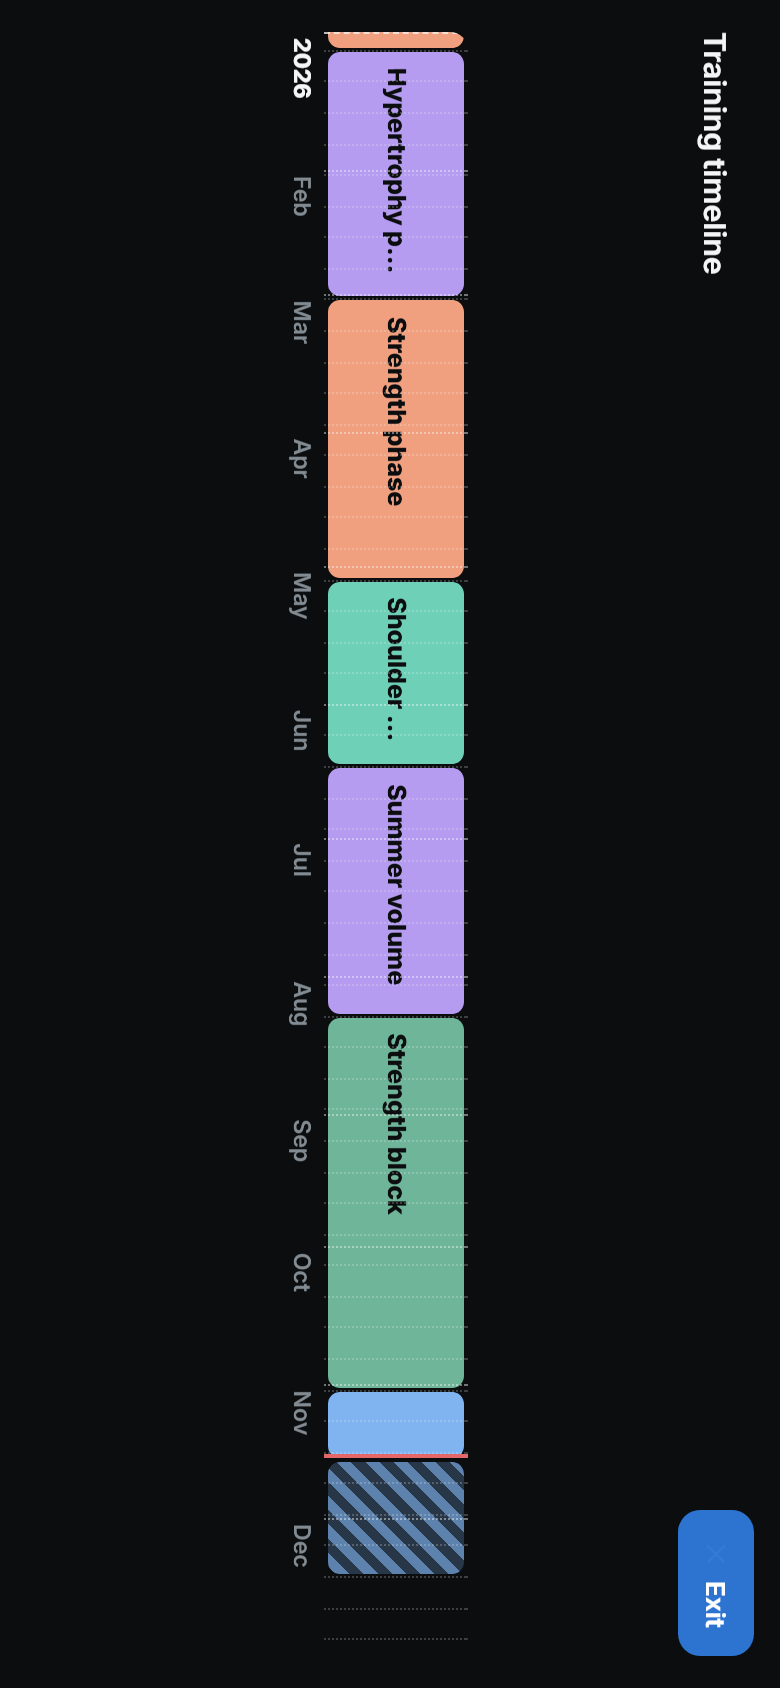 Training timeline
Hypertrophy p...
Strength phase
Shoulder ...
Summer volume
Strength block
2026
Feb
Mar
Apr
May
Jun
Jul
Aug
Sep
Oct
Nov
Dec
Exit